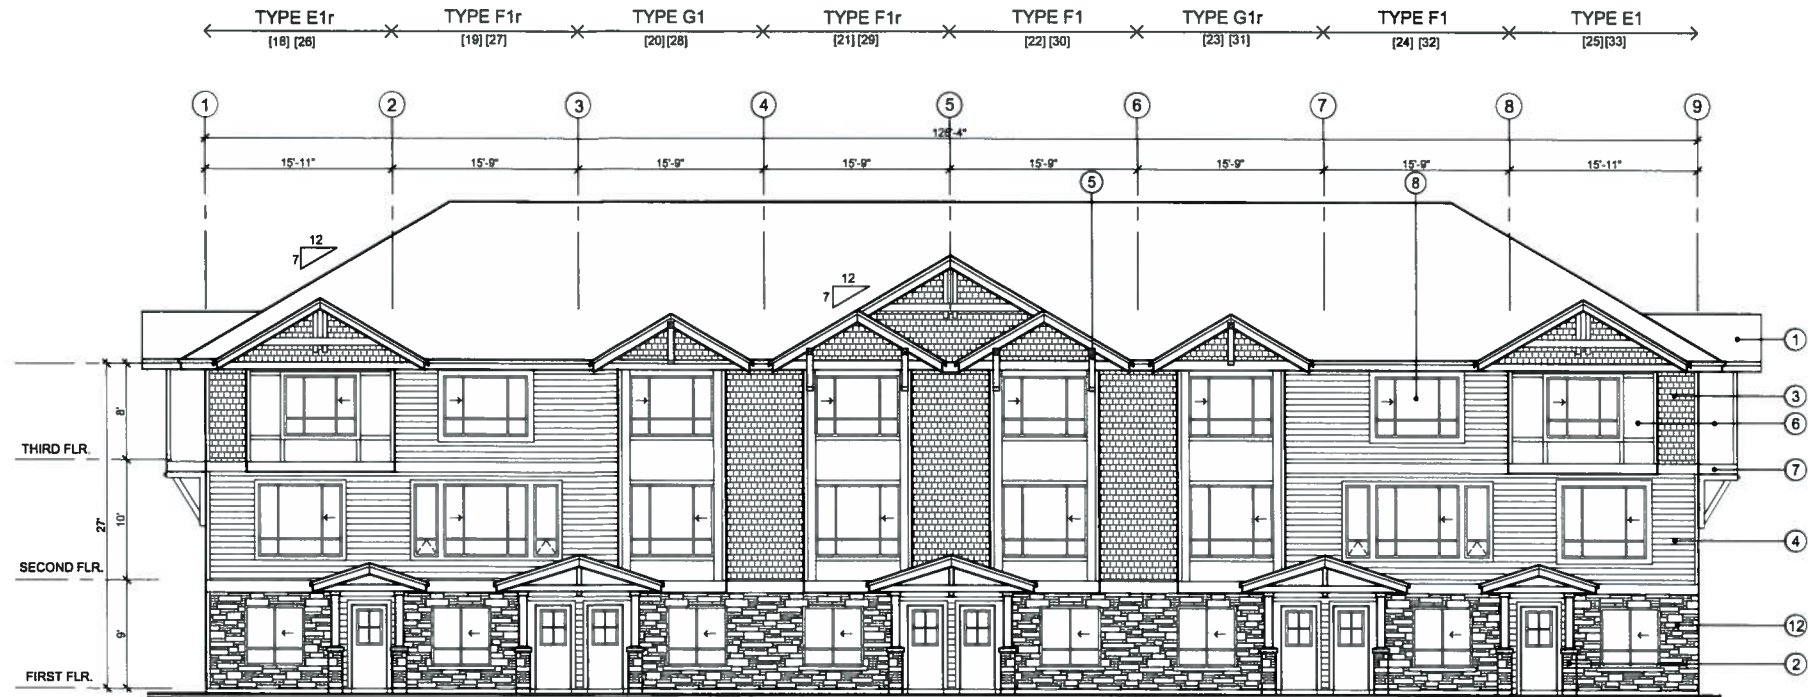 TYPE E1r TYPE F1r TYPE G1 TYPE F1r TYPE F1 TYPE G1r TYPE F1 TYPE E1
[18] [26] [19] [27] [20] [28] [21] [29] [22] [30] [23] [31] [24] [32] [25] [33]
1 2 3 4 5 6 7 8 9
126'-4"
15'-11" 15'-9" 15'-9" 15'-9" 15'-9" 15'-9" 15'-9" 15'-11"
5 8
12
7
12
7
1
8'
3
6
THIRD FLR.
7
27'
10'
4
SECOND FLR.
9'
12
2
FIRST FLR.